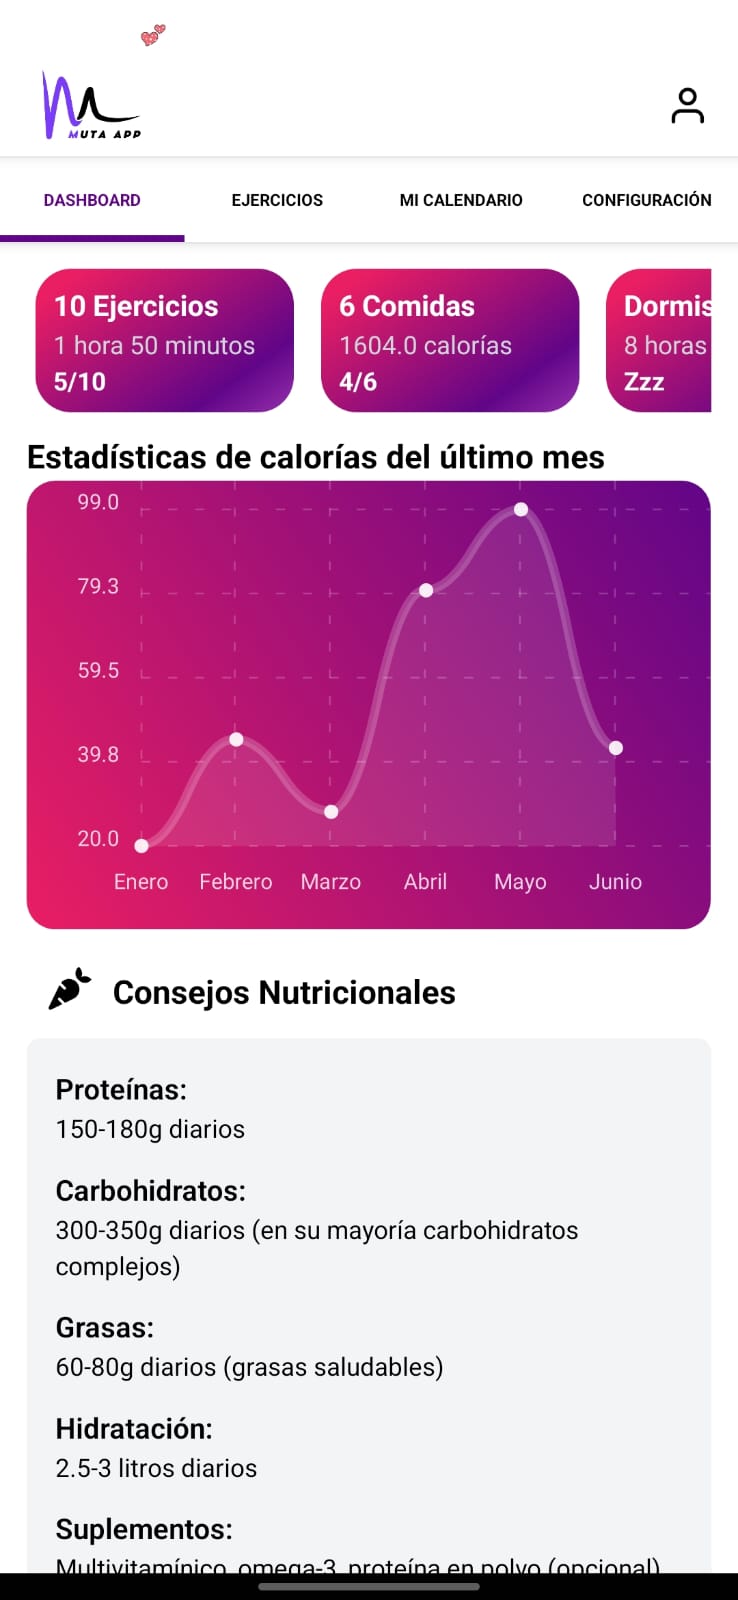 MUTA APP
DASHBOARD
EJERCICIOS
MI CALENDARIO
CONFIGURACIÓN
10 Ejercicios
1 hora 50 minutos
5/10
6 Comidas
1604.0 calorías
4/6
Dormis
8 horas
Zzz
Estadísticas de calorías del último mes
99.0
79.3
59.5
39.8
20.0
Enero Febrero Marzo Abril Mayo Junio
Consejos Nutricionales
Proteínas:
150-180g diarios
Carbohidratos:
300-350g diarios (en su mayoría carbohidratos
complejos)
Grasas:
60-80g diarios (grasas saludables)
Hidratación:
2.5-3 litros diarios
Suplementos:
Multivitamínico, omega-3, proteína en polvo (opcional)